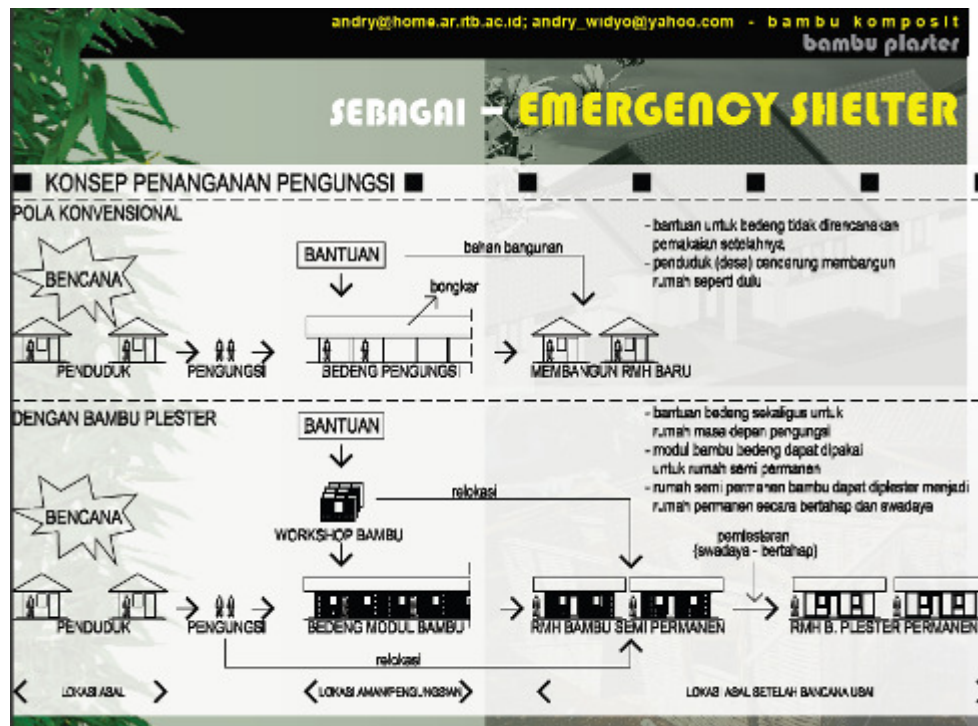 andry@home.ar.itb.ac.id; andry_widyo@yahoo.com - bambu komposit
bambu plaster
SEBAGAI - EMERGENCY SHELTER
KONSEP PENANGANAN PENGUNGSI
POLA KONVENSIONAL
BENCANA
BANTUAN
bahan bangunan
bongkar
- bantuan untuk bedeng tidak direncanakan
pemakaian setelahnya
- penduduk (desa) cencerung membangun
rumah seperti dulu
PENDUDUK
PENGUNGSI
BEDENG PENGUNGSI
MEMBANGUN RMH BARU
DENGAN BAMBU PLESTER
BENCANA
BANTUAN
WORKSHOP BAMBU
relokasi
- bantuan bedeng sekaligus untuk
rumah masa depan pengungsi
- modul bambu bedeng dapat dipakai
untuk rumah semi permanen
- rumah semi permanen bambu dapat diplester menjadi
rumah permanen secara bertahap dan swadaya
pemlesteran
(swadaya - bertahap)
PENDUDUK
PENGUNGSI
BEDENG MODUL BAMBU
RMH BAMBU SEMI PERMANEN
RMH B. PLESTER PERMANEN
relokasi
LOKASI ASAL
LOKASI AMAN/PENGUNGSIAN
LOKASI ASAL SETELAH BANCANA USAI